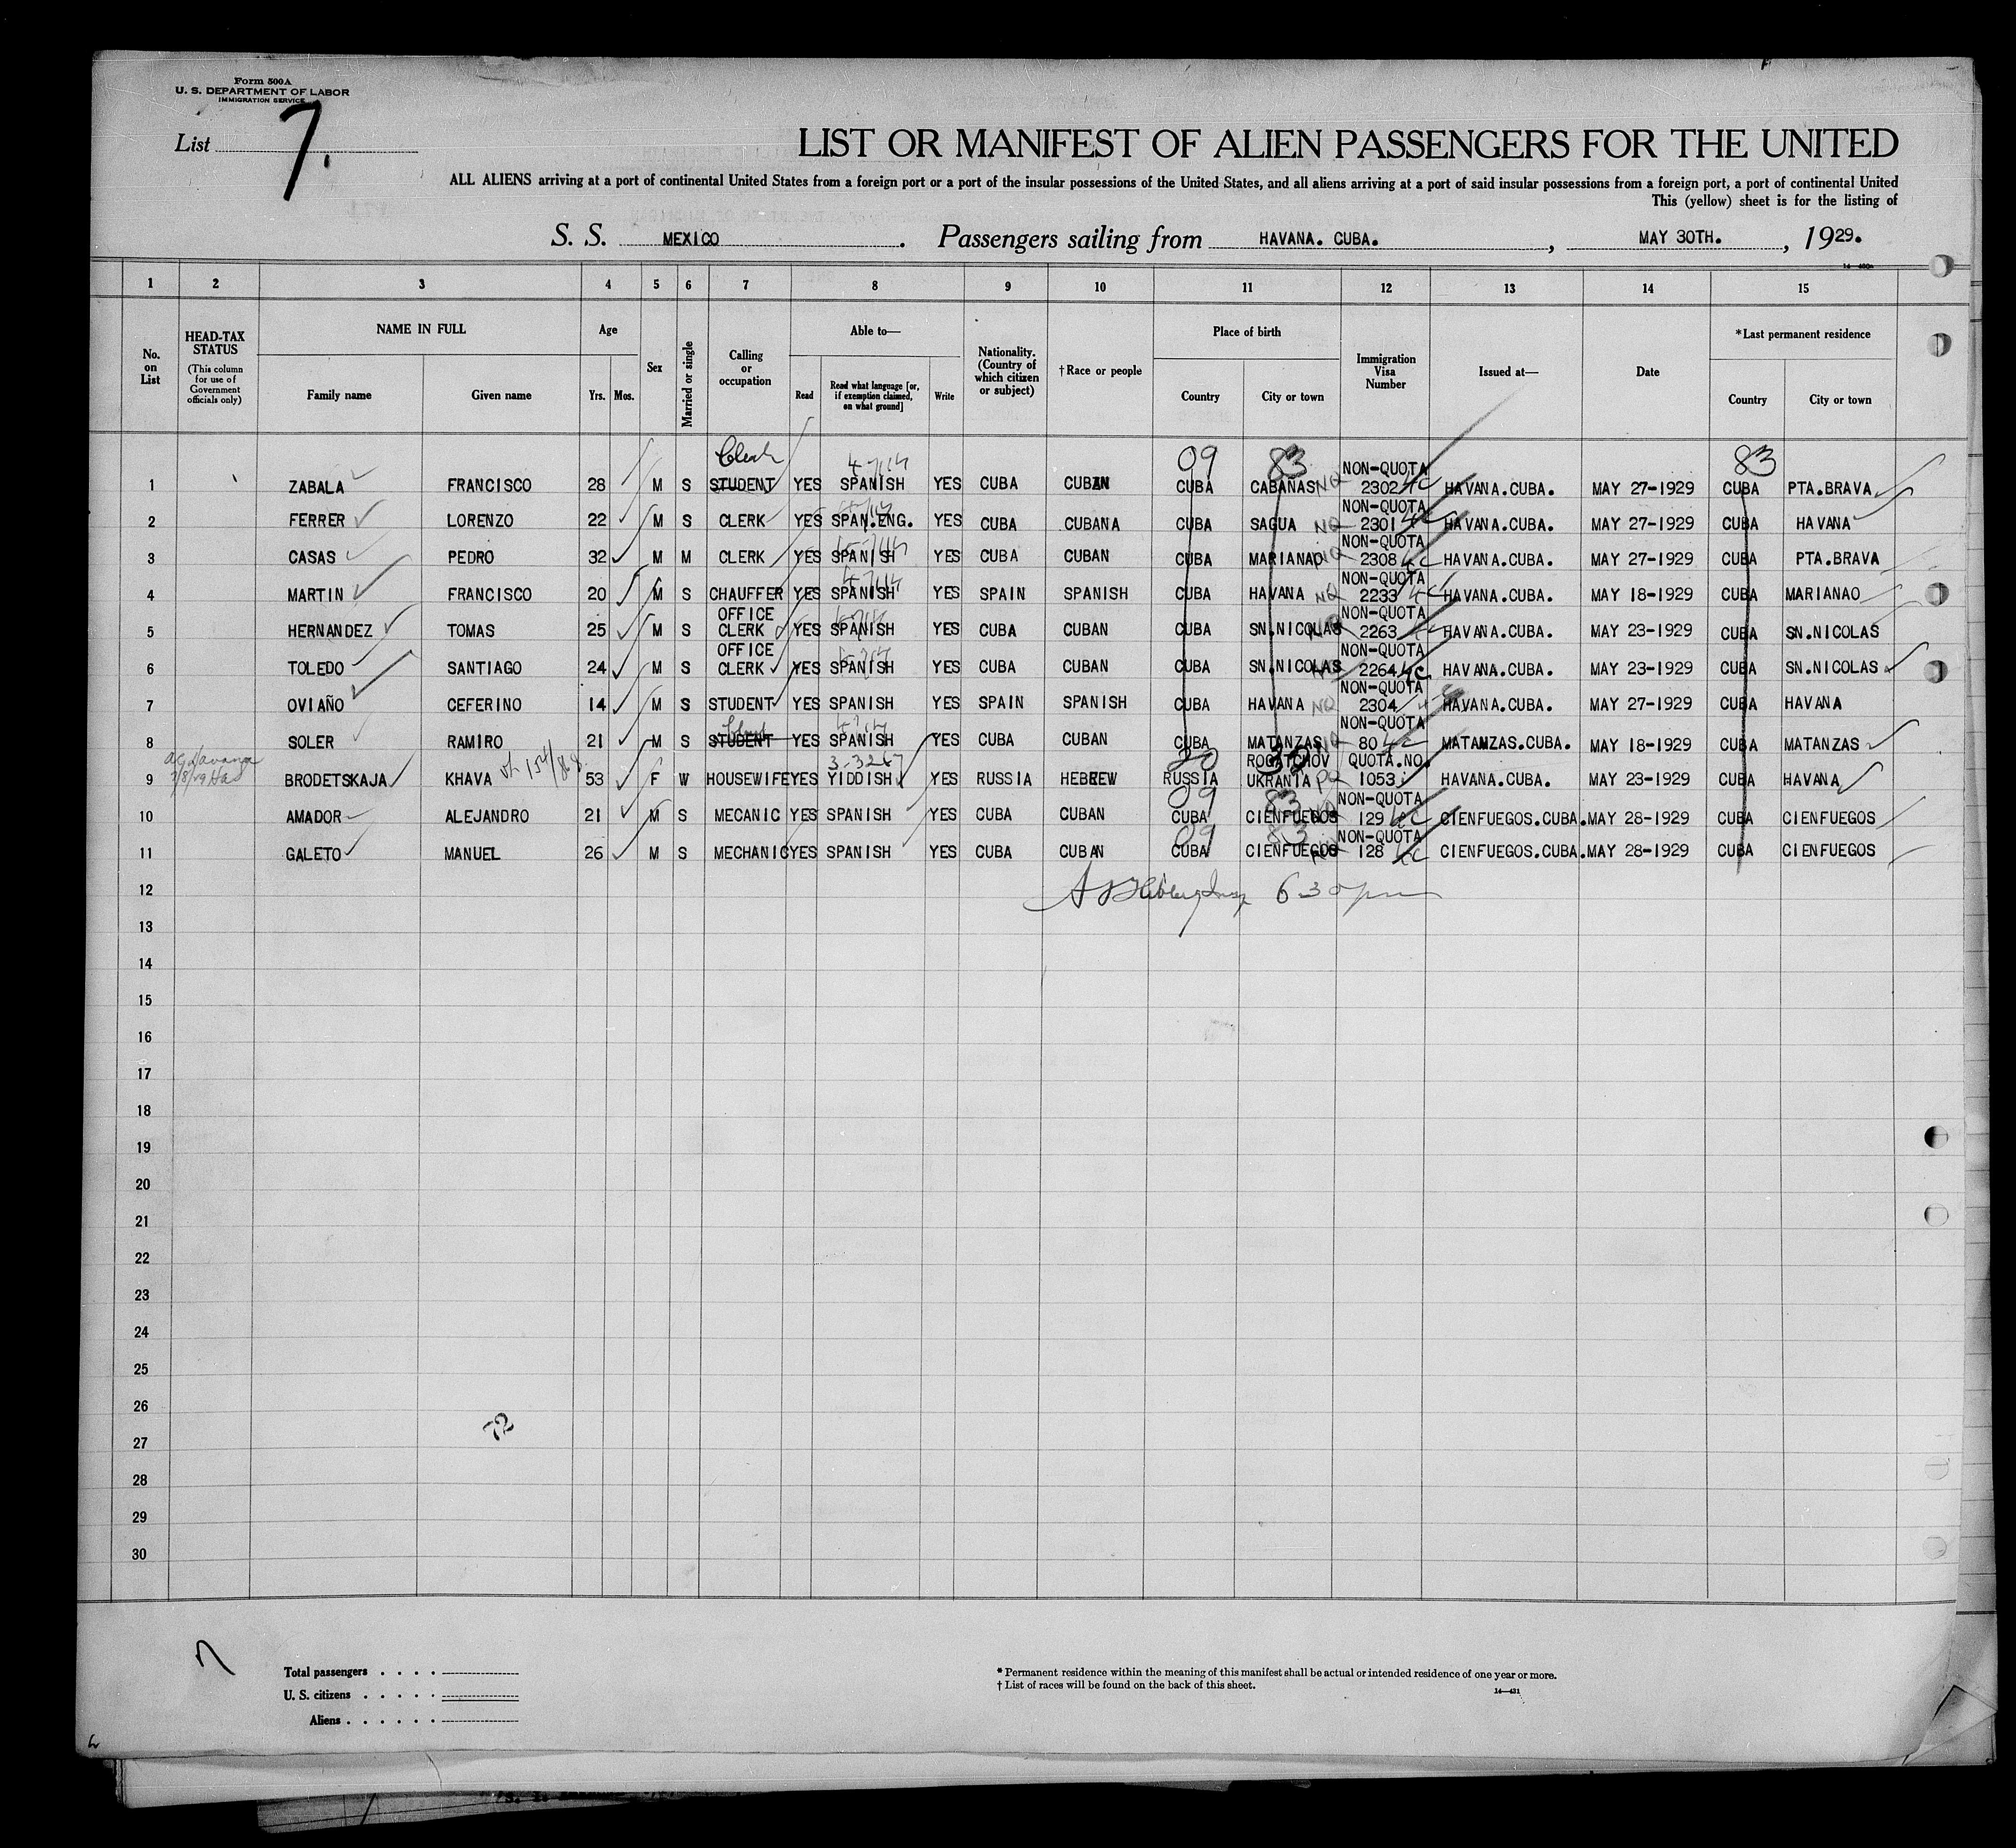 Form 500A
U. S. DEPARTMENT OF LABOR
IMMIGRATION SERVICE
List 7.
LIST OR MANIFEST OF ALIEN PASSENGERS FOR THE UNITED
ALL ALIENS arriving at a port of continental United States from a foreign port or a port of the insular possessions of the United States, and all aliens arriving at a port of said insular possessions from a foreign port, a port of continental United
This (yellow) sheet is for the listing of
S. S. MEXICO. Passengers sailing from HAVANA. CUBA., MAY 30TH., 1929.
1 2 3 4 5 6 7 8 9 10 11 12 13 14 15
No. on List
HEAD-TAX STATUS (This column for use of Government officials only)
NAME IN FULL Family name Given name
Age Yrs. Mos.
Sex
Married or single
Calling or occupation
Able to— Read Read what language [or, if exemption claimed, on what ground] Write
Nationality. (Country of which citizen or subject)
†Race or people
Place of birth Country City or town
Immigration Visa Number
Issued at—
Date
*Last permanent residence Country City or town
Clerk 09 83 NON-QUOTA 83
1 ZABALA FRANCISCO 28 M S STUDENT YES SPANISH YES CUBA CUBAN CUBA CABAÑAS NQ 2302 HAVANA.CUBA. MAY 27-1929 CUBA PTA.BRAVA
NON-QUOTA
2 FERRER LORENZO 22 M S CLERK YES SPAN.ENG. YES CUBA CUBANA CUBA SAGUA NQ 2301 HAVANA.CUBA. MAY 27-1929 CUBA HAVANA
NON-QUOTA
3 CASAS PEDRO 32 M M CLERK YES SPANISH YES CUBA CUBAN CUBA MARIANAO NQ 2308 HAVANA.CUBA. MAY 27-1929 CUBA PTA.BRAVA
NON-QUOTA
4 MARTIN FRANCISCO 20 M S CHAUFFER YES SPANISH YES SPAIN SPANISH CUBA HAVANA NQ 2233 HAVANA.CUBA. MAY 18-1929 CUBA MARIANAO
OFFICE NON-QUOTA
5 HERNANDEZ TOMAS 25 M S CLERK YES SPANISH YES CUBA CUBAN CUBA SN.NICOLAS 2263 HAVANA.CUBA. MAY 23-1929 CUBA SN.NICOLAS
OFFICE NON-QUOTA
6 TOLEDO SANTIAGO 24 M S CLERK YES SPANISH YES CUBA CUBAN CUBA SN.NICOLAS 2264 HAVANA.CUBA. MAY 23-1929 CUBA SN.NICOLAS
NON-QUOTA
7 OVIAÑO CEFERINO 14 M S STUDENT YES SPANISH YES SPAIN SPANISH CUBA HAVANA NQ 2304 HAVANA.CUBA. MAY 27-1929 CUBA HAVANA
NON-QUOTA
8 SOLER RAMIRO 21 M S STUDENT YES SPANISH YES CUBA CUBAN CUBA MATANZAS 80 MATANZAS.CUBA. MAY 18-1929 CUBA MATANZAS
20 ROGATCHOV QUOTA.NO.
9 BRODETSKAJA KHAVA 53 F W HOUSEWIFE YES YIDDISH YES RUSSIA HEBREW RUSSIA UKRANIA 1053 HAVANA.CUBA. MAY 23-1929 CUBA HAVANA
09 83 NON-QUOTA
10 AMADOR ALEJANDRO 21 M S MECANIC YES SPANISH YES CUBA CUBAN CUBA CIENFUEGOS 129 CIENFUEGOS.CUBA. MAY 28-1929 CUBA CIENFUEGOS
09 83 NON-QUOTA
11 GALETO MANUEL 26 M S MECHANIC YES SPANISH YES CUBA CUBAN CUBA CIENFUEGOS 128 CIENFUEGOS.CUBA. MAY 28-1929 CUBA CIENFUEGOS
12 6 30 pm
13
14
15
16
17
18
19
20
21
22
23
24
25
26
72
27
28
29
30
7
Total passengers
U. S. citizens
Aliens
* Permanent residence within the meaning of this manifest shall be actual or intended residence of one year or more.
† List of races will be found on the back of this sheet.
14—431